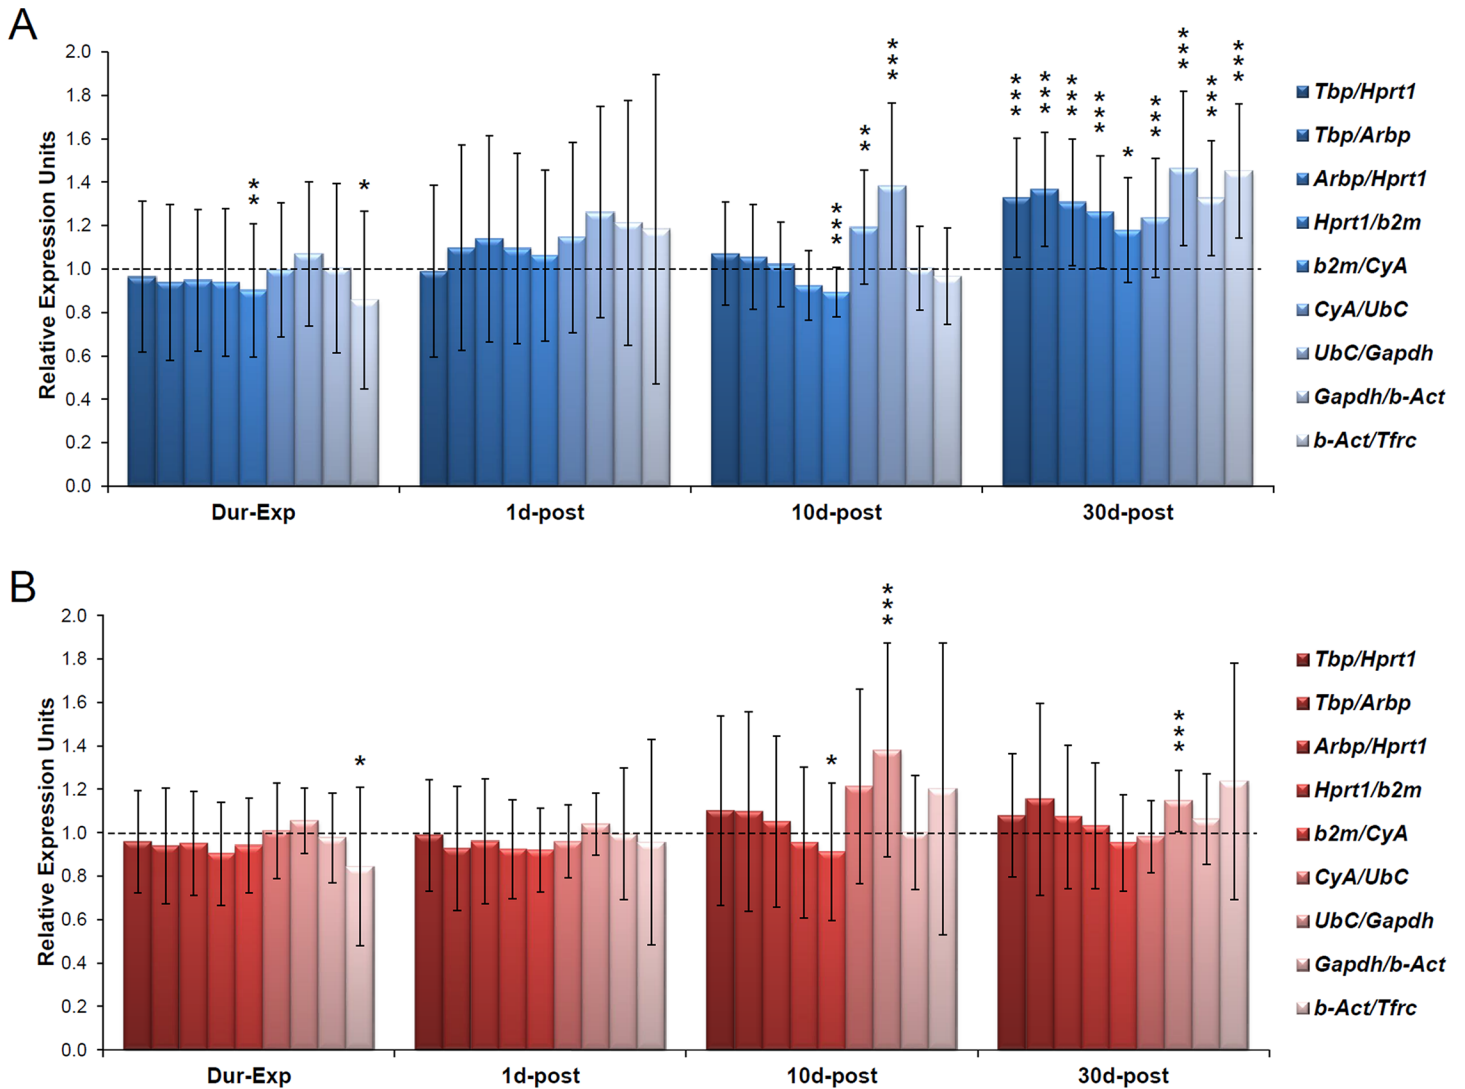 A
Relative Expression Units
2.0
1.8
1.6
1.4
1.2
1.0
0.8
0.6
0.4
0.2
0.0
** * *** ** *** *** *** *** *** * *** *** *** ***
Dur-Exp 1d-post 10d-post 30d-post
Tbp/Hprt1
Tbp/Arbp
Arbp/Hprt1
Hprt1/b2m
b2m/CyA
CyA/UbC
UbC/Gapdh
Gapdh/b-Act
b-Act/Tfrc
B
Relative Expression Units
2.0
1.8
1.6
1.4
1.2
1.0
0.8
0.6
0.4
0.2
0.0
* * *** ***
Dur-Exp 1d-post 10d-post 30d-post
Tbp/Hprt1
Tbp/Arbp
Arbp/Hprt1
Hprt1/b2m
b2m/CyA
CyA/UbC
UbC/Gapdh
Gapdh/b-Act
b-Act/Tfrc